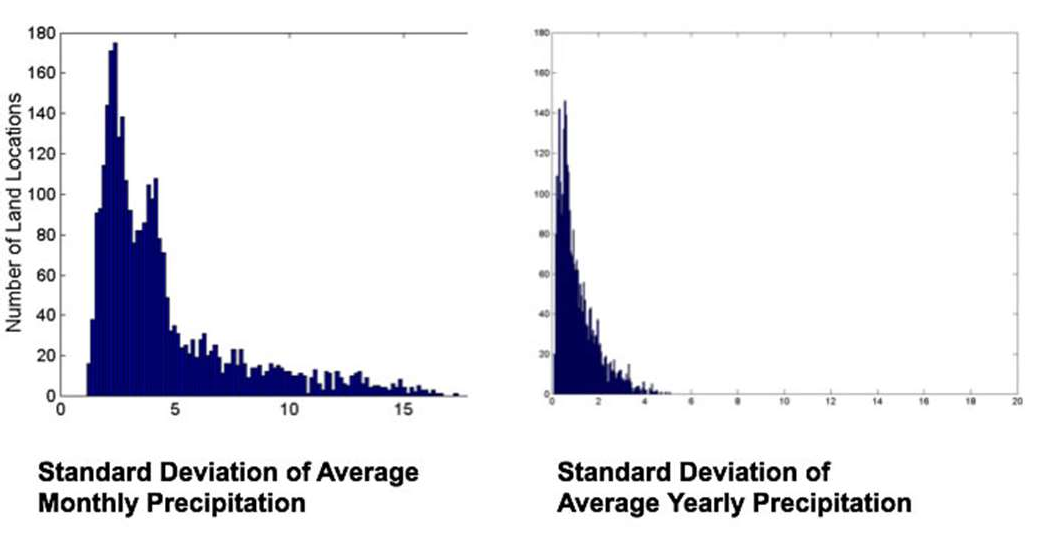 180
160
140
120
100
80
60
40
20
0
Number of Land Locations
0 5 10 15
Standard Deviation of Average
Monthly Precipitation
180
160
140
120
100
80
60
40
20
0
0 2 4 6 8 10 12 14 16 18 20
Standard Deviation of
Average Yearly Precipitation